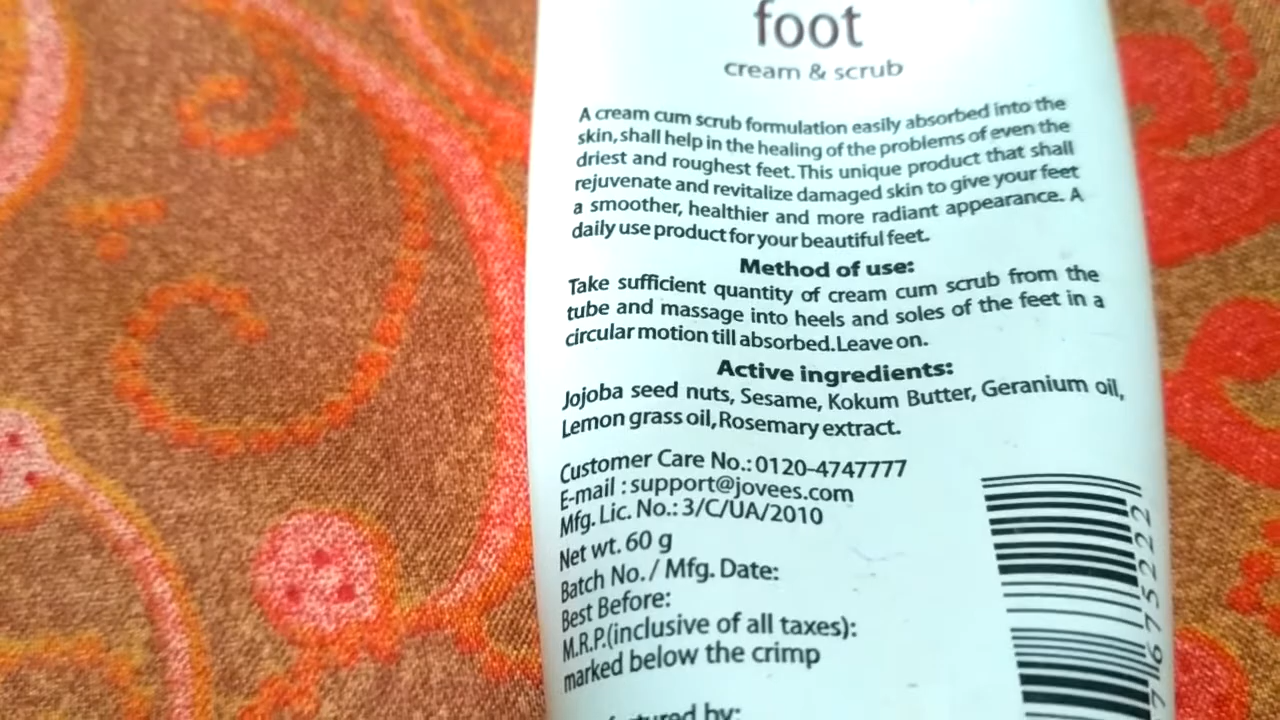 foot
cream & scrub
A cream cum scrub formulation easily absorbed into the
skin, shall help in the healing of the problems of even the
driest and roughest feet. This unique product that shall
rejuvenate and revitalize damaged skin to give your feet
a smoother, healthier and more radiant appearance. A
daily use product for your beautiful feet.
Method of use:
Take sufficient quantity of cream cum scrub from the
tube and massage into heels and soles of the feet in a
circular motion till absorbed. Leave on.
Active ingredients:
Jojoba seed nuts, Sesame, Kokum Butter, Geranium oil,
Lemon grass oil, Rosemary extract.
Customer Care No.: 0120-4747777
E-mail : support@jovees.com
Mfg. Lic. No.: 3/C/UA/2010
Net wt. 60 g
Batch No. / Mfg. Date:
Best Before:
M.R.P.(inclusive of all taxes):
marked below the crimp
by: